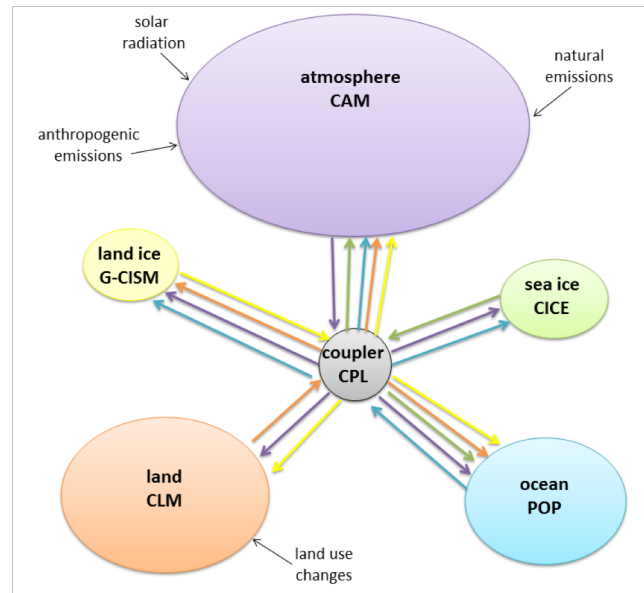 solar
radiation
atmosphere
CAM
natural
emissions
anthropogenic
emissions
land ice
G-CISM
sea ice
CICE
coupler
CPL
land
CLM
ocean
POP
land use
changes